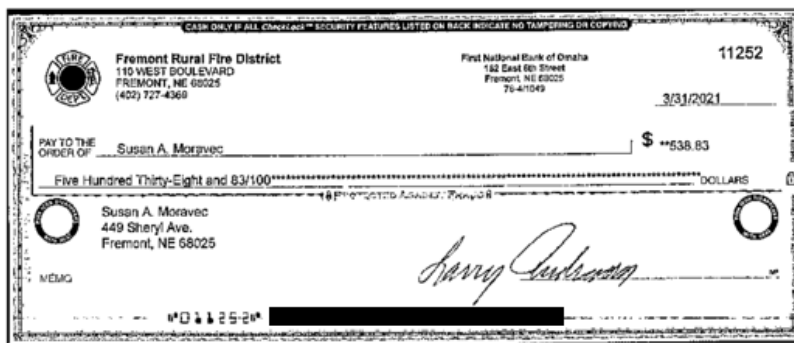 CASH ONLY IF ALL CheckLock™ SECURITY FEATURES LISTED ON BACK INDICATE NO TAMPERING OR COPYING
FIRE
DEPT
Fremont Rural Fire District
110 WEST BOULEVARD
FREMONT, NE 68025
(402) 727-4369
First National Bank of Omaha
152 East 6th Street
Fremont, NE 68025
76-4/1049
11252
3/31/2021
PAY TO THE
ORDER OF Susan A. Moravec $ **538.83
Five Hundred Thirty-Eight and 83/100 DOLLARS
Susan A. Moravec
449 Sheryl Ave.
Fremont, NE 68025
Larry Anderson
MEMO
⑈011252⑈